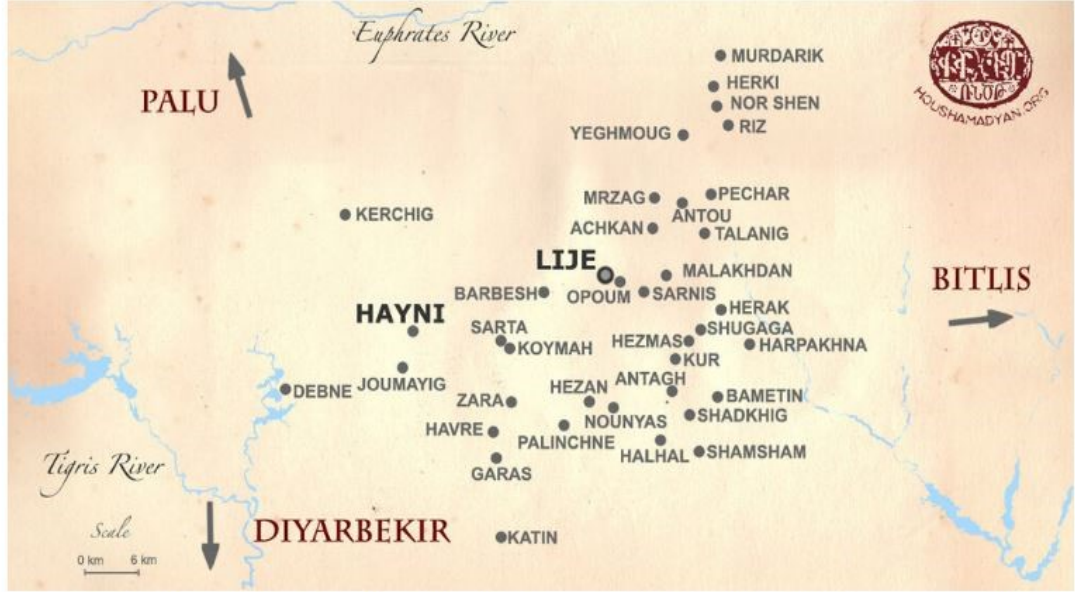 Euphrates River
MURDARIK
PALU
HERKI
NOR SHEN
HOUSHAMADYAN.ORG
RIZ
YEGHMOUG
MRZAG
PECHAR
ANTOU
KERCHIG
ACHKAN
TALANIG
LIJE
MALAKHDAN
BITLIS
BARBESH
OPOUM
SARNIS
HERAK
HAYNI
SARTA
SHUGAGA
KOYMAH
HEZMAS
HARPAKHNA
KUR
ANTAGH
JOUMAYIG
HEZAN
DEBNE
BAMETIN
ZARA
SHADKHIG
NOUNYAS
HAVRE
PALINCHNE
HALHAL
SHAMSHAM
Tigris River
GARAS
Scale
DIYARBEKIR
KATIN
0 km 6 km